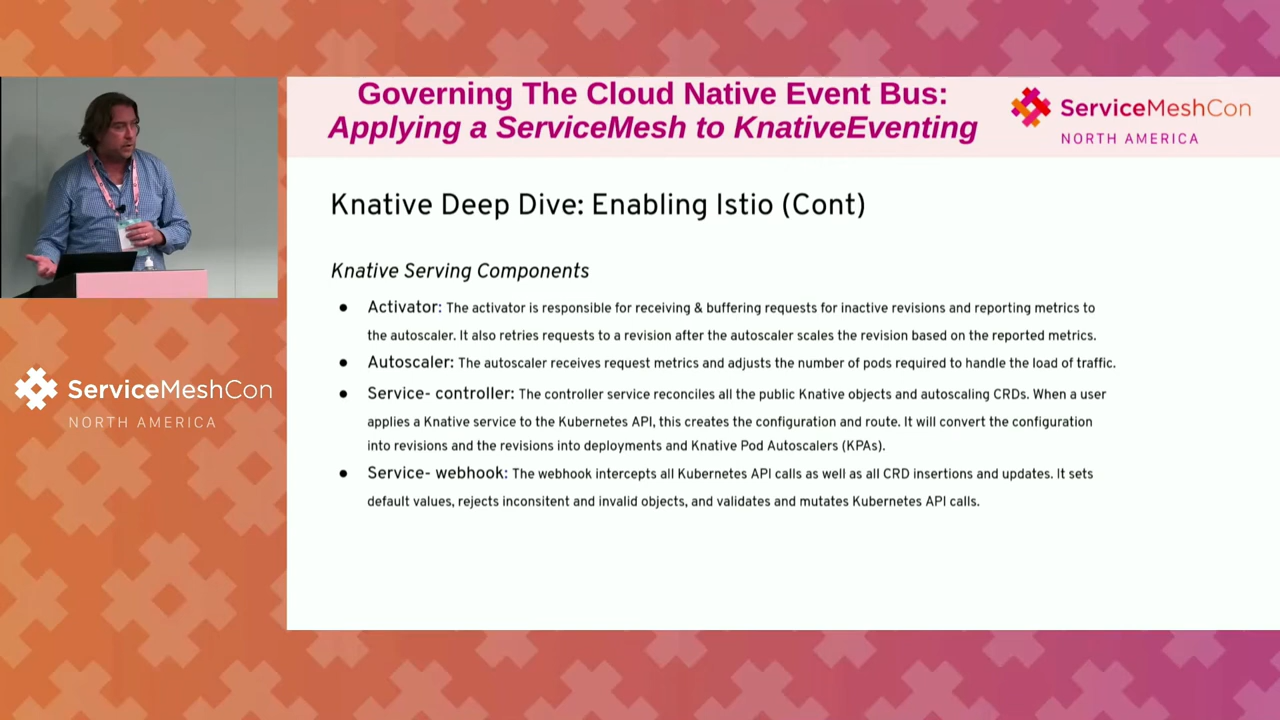 Governing The Cloud Native Event Bus:
Applying a ServiceMesh to KnativeEventing
ServiceMeshCon
NORTH AMERICA
Knative Deep Dive: Enabling Istio (Cont)
Knative Serving Components
● Activator: The activator is responsible for receiving & buffering requests for inactive revisions and reporting metrics to
the autoscaler. It also retries requests to a revision after the autoscaler scales the revision based on the reported metrics.
● Autoscaler: The autoscaler receives request metrics and adjusts the number of pods required to handle the load of traffic.
● Service- controller: The controller service reconciles all the public Knative objects and autoscaling CRDs. When a user
applies a Knative service to the Kubernetes API, this creates the configuration and route. It will convert the configuration
into revisions and the revisions into deployments and Knative Pod Autoscalers (KPAs).
● Service- webhook: The webhook intercepts all Kubernetes API calls as well as all CRD insertions and updates. It sets
default values, rejects inconsitent and invalid objects, and validates and mutates Kubernetes API calls.
ServiceMeshCon
NORTH AMERICA